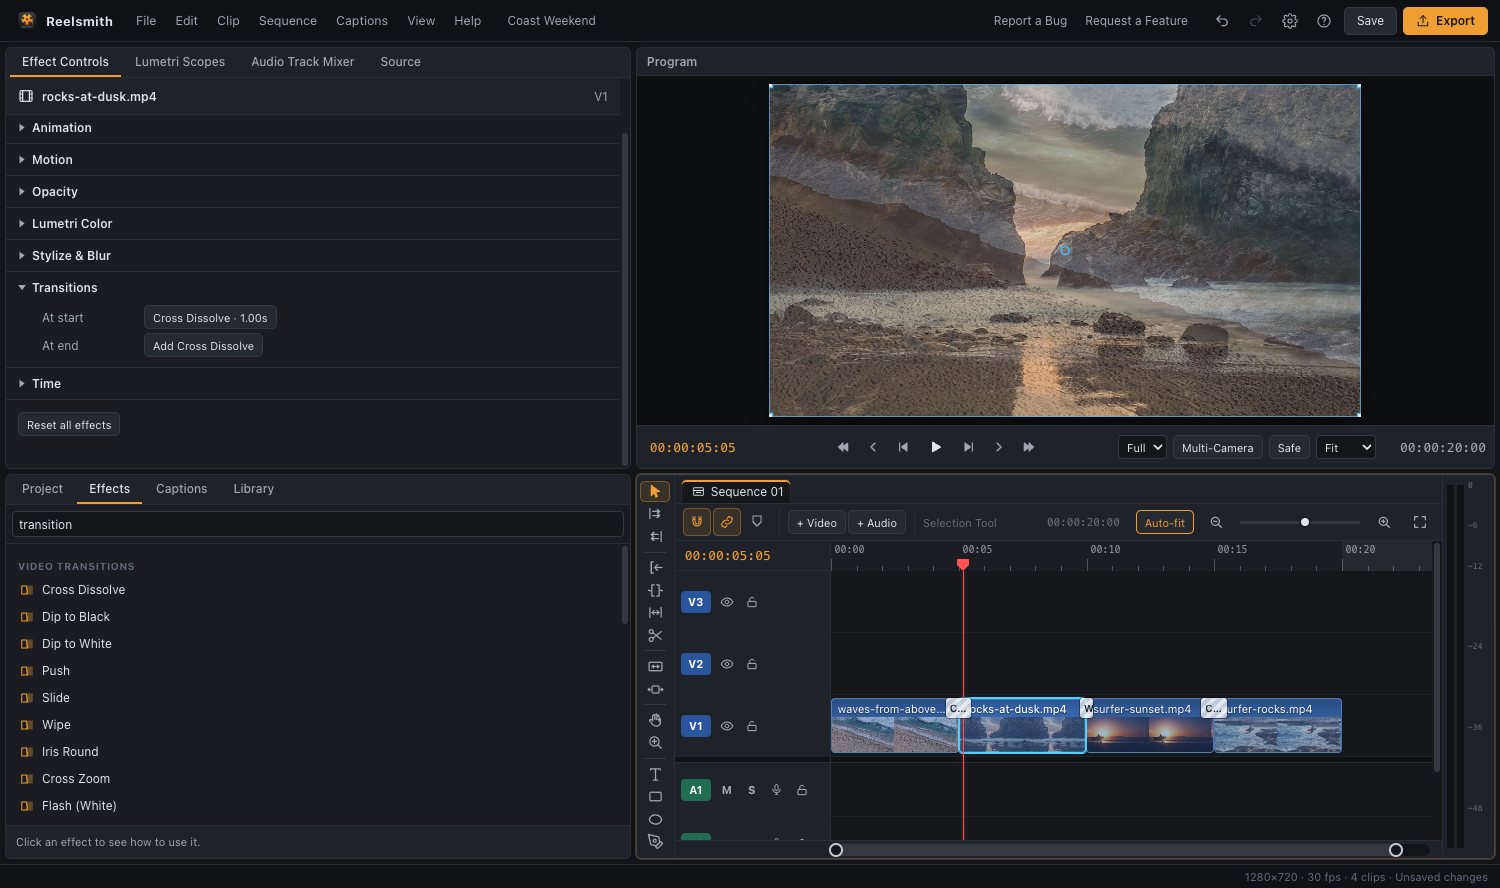 Reelsmith File Edit Clip Sequence Captions View Help Coast Weekend Report a Bug Request a Feature Save Export
Effect Controls Lumetri Scopes Audio Track Mixer Source
rocks-at-dusk.mp4 V1
Animation
Motion
Opacity
Lumetri Color
Stylize & Blur
Transitions
At start Cross Dissolve · 1.00s
At end Add Cross Dissolve
Time
Reset all effects
Program
00:00:05:05 Full Multi-Camera Safe Fit 00:00:20:00
Project Effects Captions Library
transition
VIDEO TRANSITIONS
Cross Dissolve
Dip to Black
Dip to White
Push
Slide
Wipe
Iris Round
Cross Zoom
Flash (White)
Click an effect to see how to use it.
Sequence 01
+ Video + Audio Selection Tool 00:00:20:00 Auto-fit
00:00:05:05 00:00 00:05 00:10 00:15 00:20
V3
V2
waves-from-above... C... ocks-at-dusk.mp4 W surfer-sunset.mp4 C... urfer-rocks.mp4
V1
A1 M S
0
-6
-12
-24
-36
-48
1280×720 · 30 fps · 4 clips · Unsaved changes